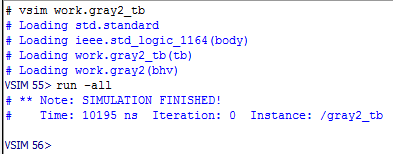 # vsim work.gray2_tb
# Loading std.standard
# Loading ieee.std_logic_1164(body)
# Loading work.gray2_tb(tb)
# Loading work.gray2(bhv)
VSIM 55> run -all
# ** Note: SIMULATION FINISHED!
#    Time: 10195 ns  Iteration: 0  Instance: /gray2_tb
VSIM 56>